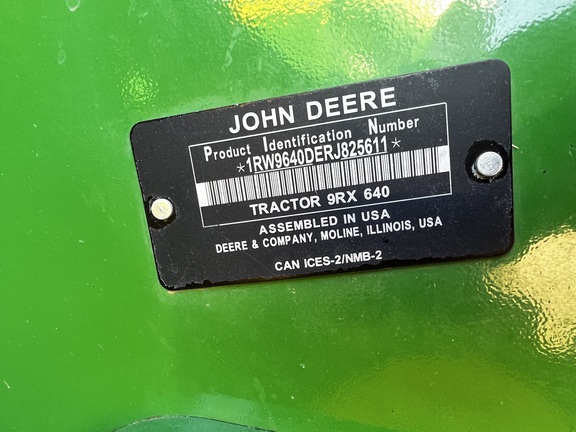 JOHN DEERE
Product Identification Number
*1RW9640DERJ825611*
TRACTOR 9RX 640
ASSEMBLED IN USA
DEERE & COMPANY, MOLINE, ILLINOIS, USA
CAN ICES-2/NMB-2